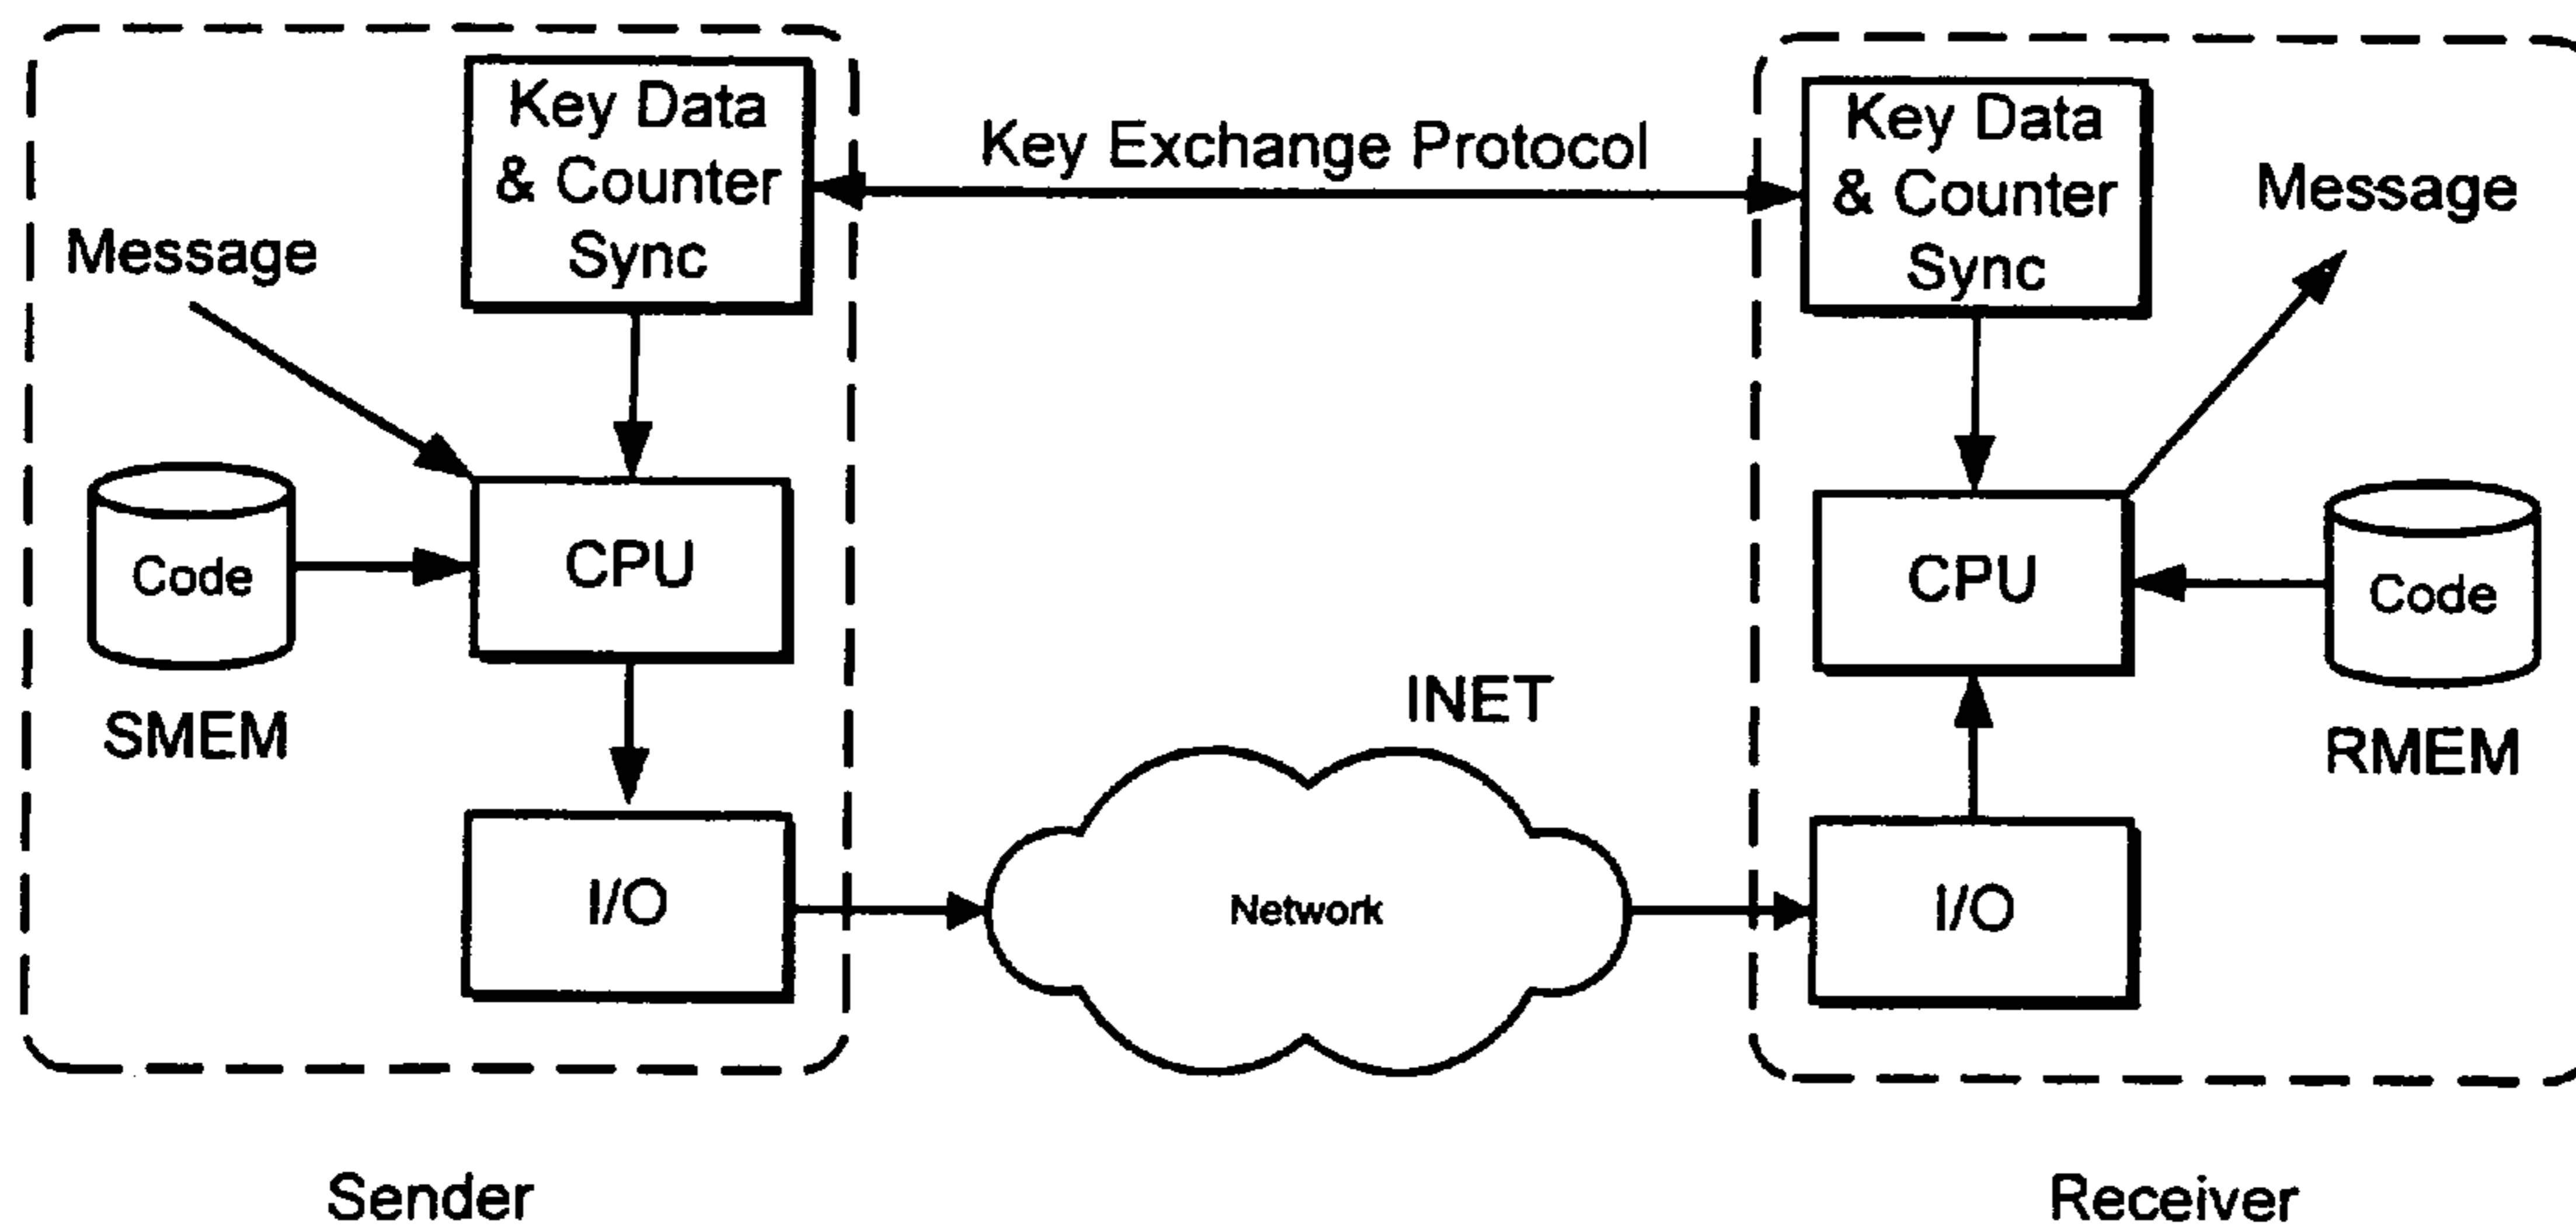 Key Data
& Counter
Sync
Key Exchange Protocol
Key Data
& Counter
Sync
Message
Message
CPU
Code
SMEM
CPU
Code
RMEM
INET
I/O
Network
I/O
Sender
Receiver